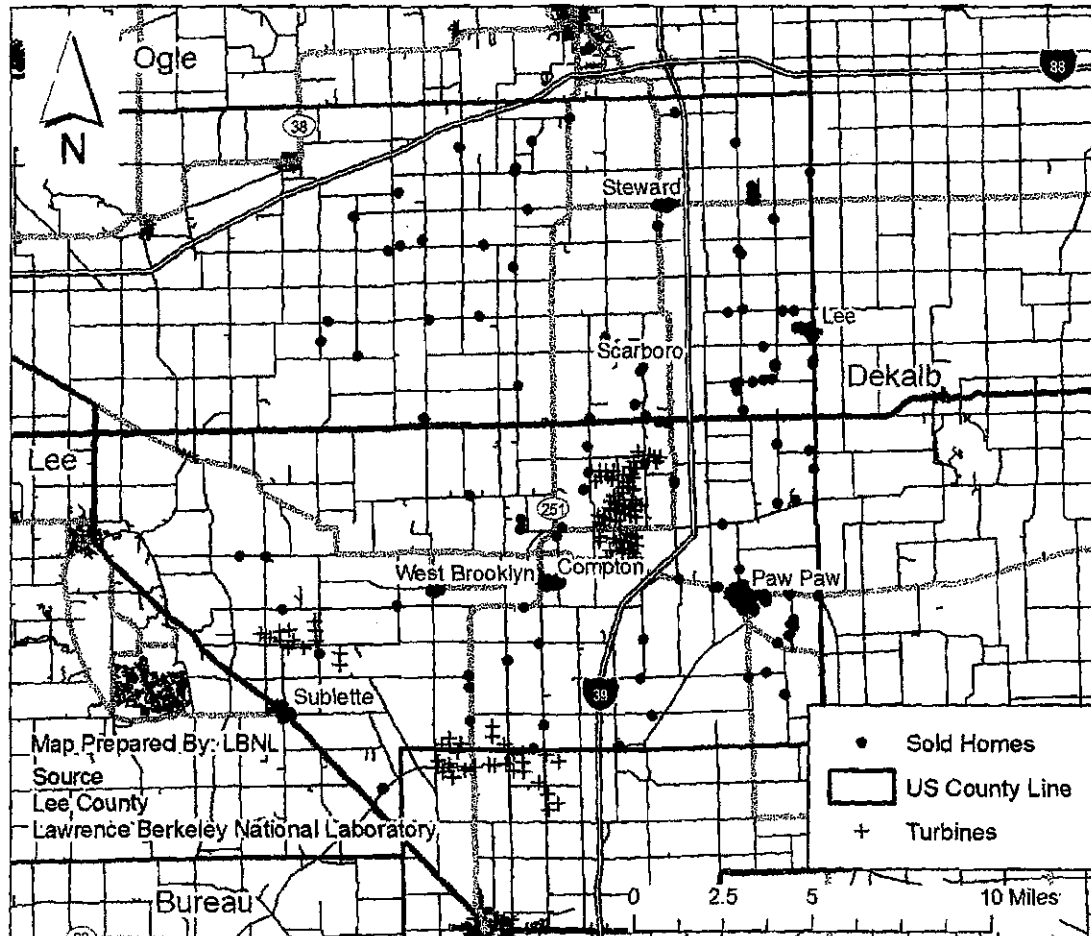 Ogle
88
N
38
Steward
Lee
Scarboro
Dekalb
Lee
251
West Brooklyn
Compton
Paw Paw
39
Sublette
Map Prepared By: LBNL
Source
Lee County
Lawrence Berkeley National Laboratory
Sold Homes
US County Line
Turbines
Bureau
0 2.5 5 10 Miles